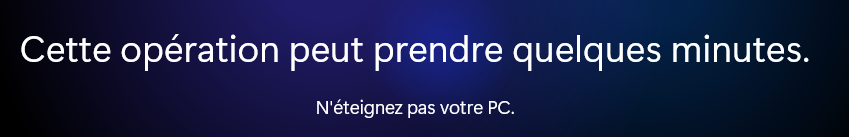 Cette opération peut prendre quelques minutes.
N'éteignez pas votre PC.